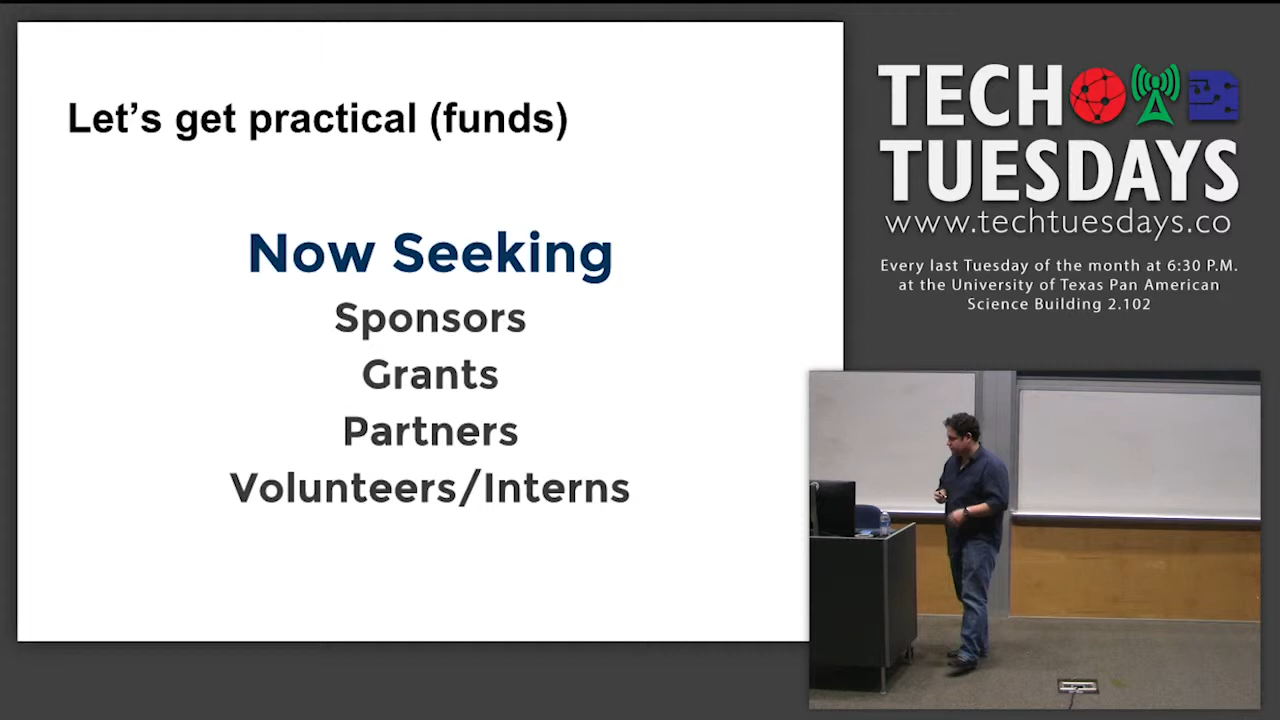 Let's get practical (funds)
Now Seeking
Sponsors
Grants
Partners
Volunteers/Interns
TECH
TUESDAYS
www.techtuesdays.co
Every last Tuesday of the month at 6:30 P.M.
at the University of Texas Pan American
Science Building 2.102